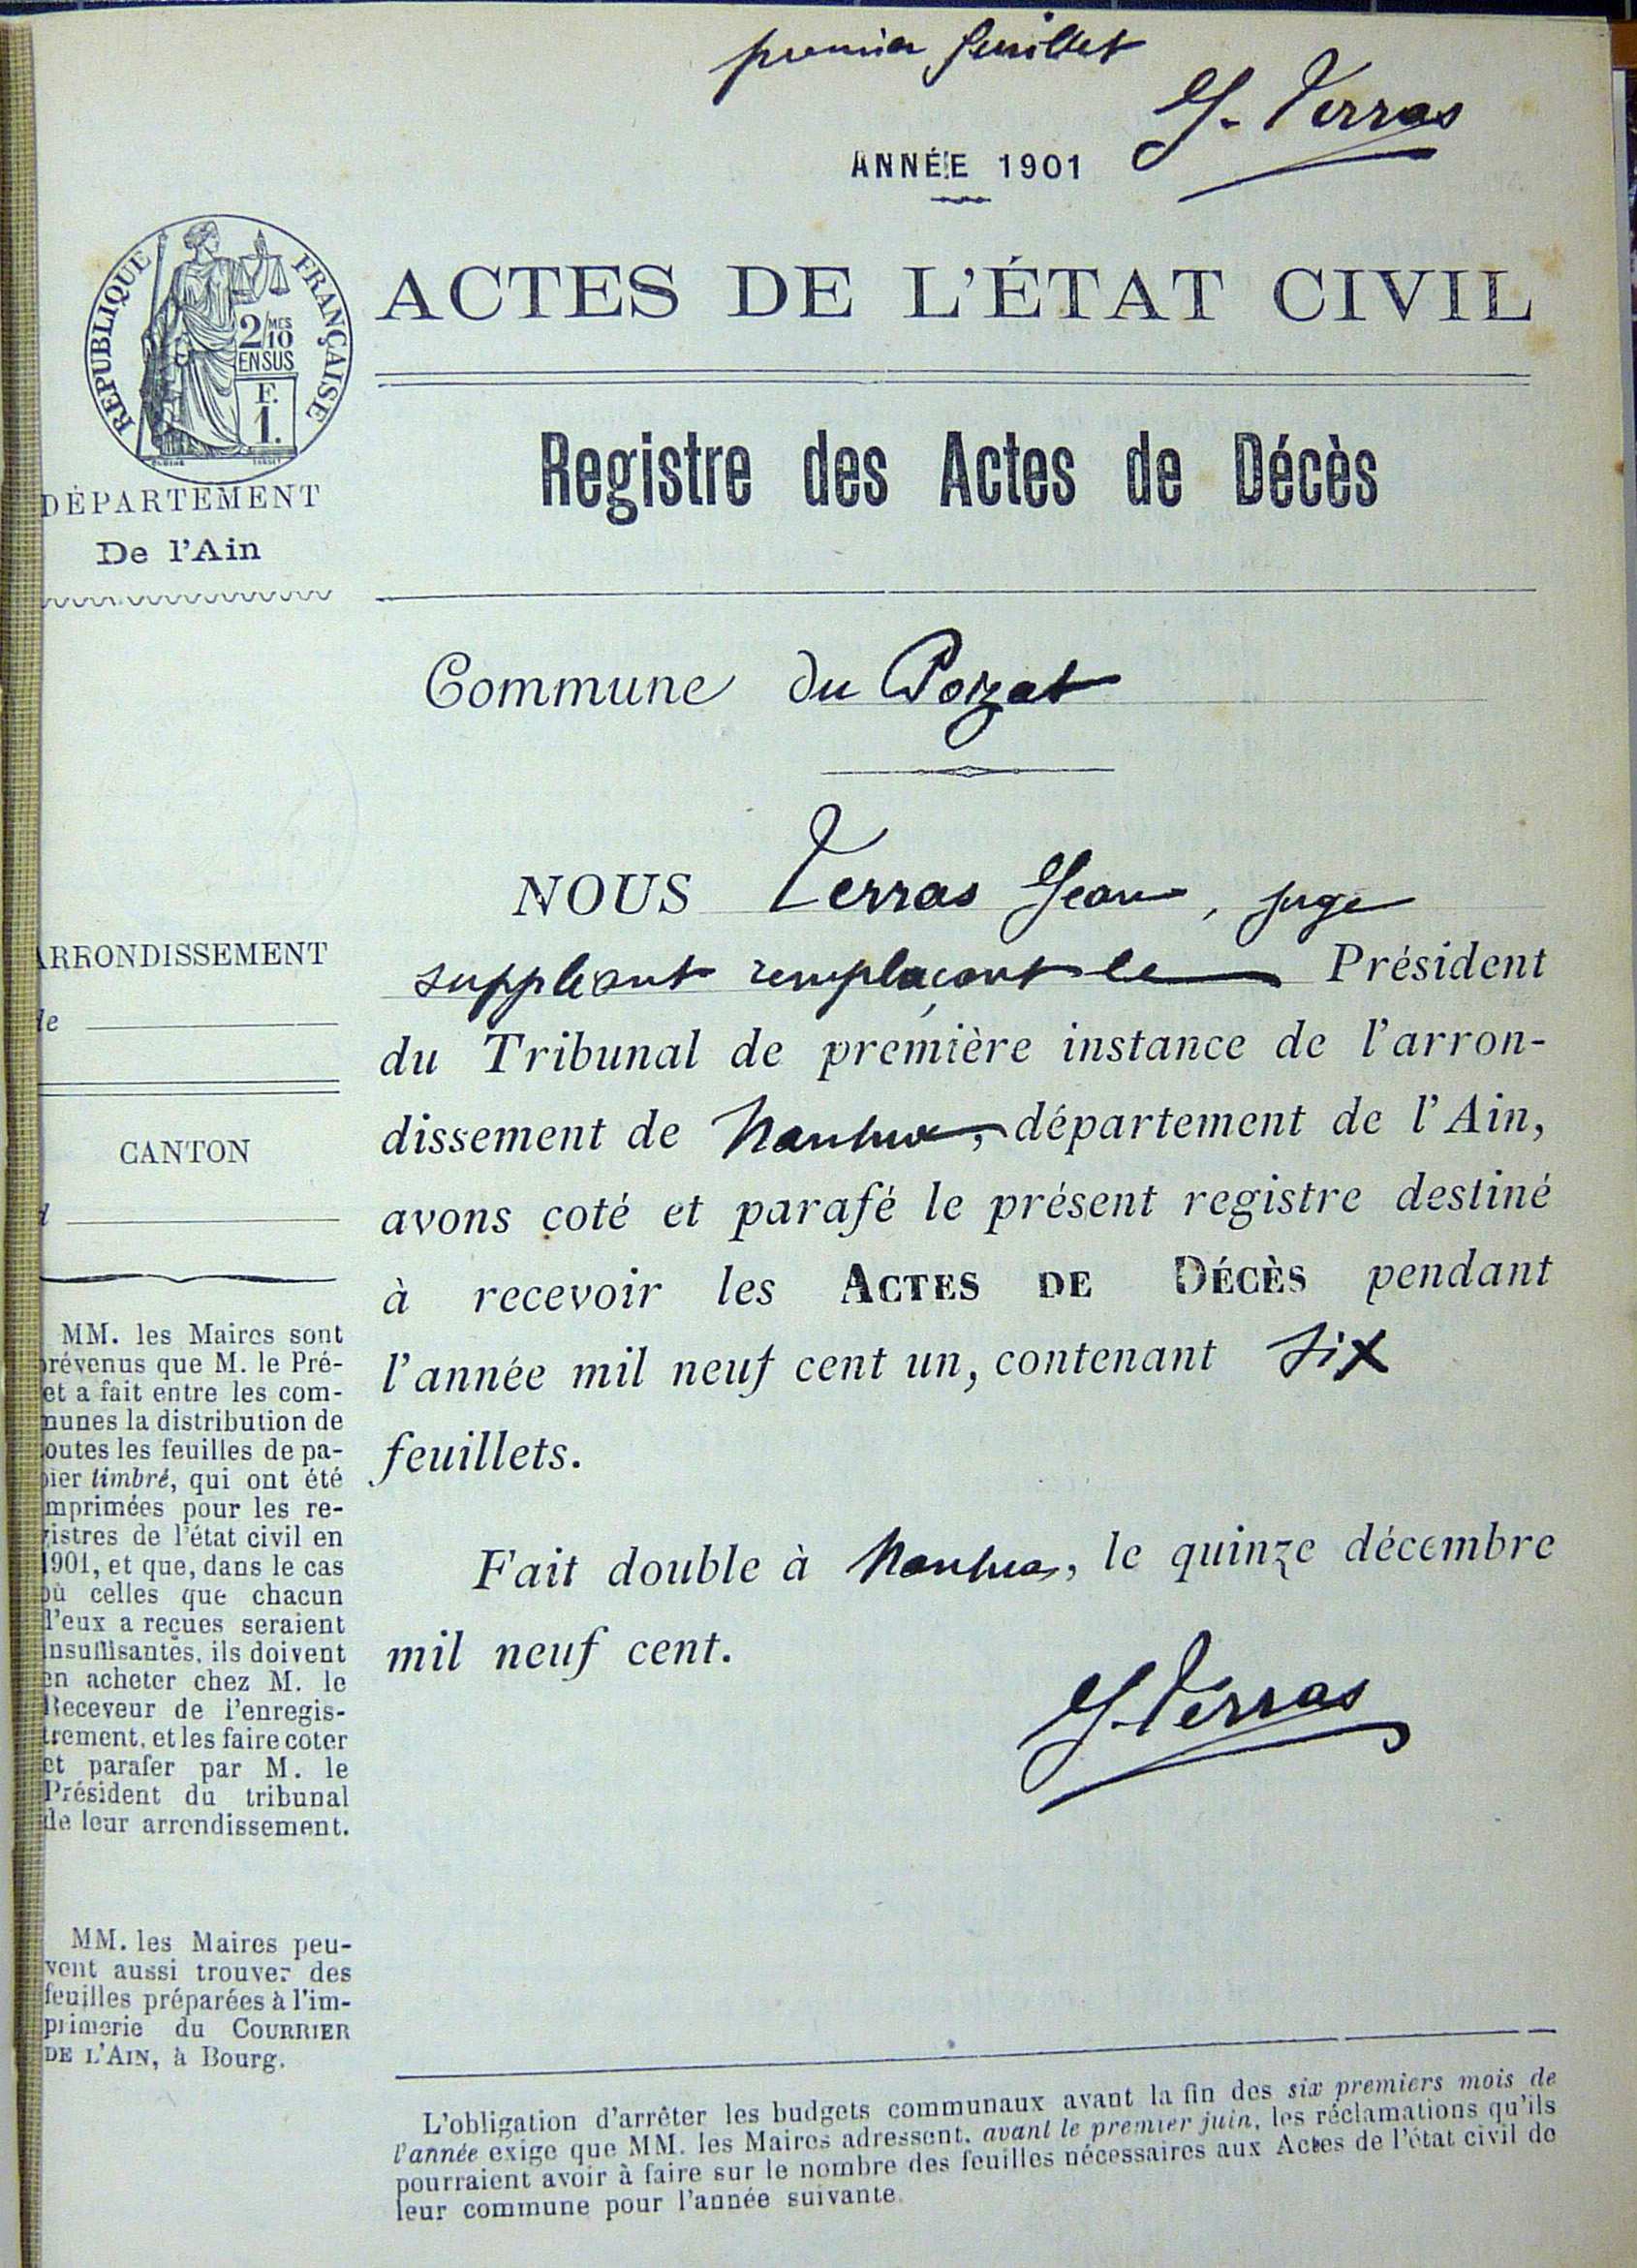 premier feuillet
J. Verras
ANNÉE 1901
RÉPUBLIQUE FRANÇAISE
2/MES
10
EN SUS
F.
1.
ACTES DE L'ÉTAT CIVIL
Registre des Actes de Décès
DÉPARTEMENT
De l'Ain
Commune du Poizat
NOUS Verras Jean, juge
suppléant remplaçant le Président
du Tribunal de première instance de l'arron-
dissement de Nantua, département de l'Ain,
avons coté et parafé le présent registre destiné
à recevoir les ACTES DE DÉCÈS pendant
l'année mil neuf cent un, contenant six
feuillets.
Fait double à Nantua, le quinze décembre
mil neuf cent.
J. Verras
ARRONDISSEMENT
de
CANTON
d
MM. les Maires sont
prévenus que M. le Pré-
et a fait entre les com-
munes la distribution de
toutes les feuilles de pa-
pier timbré, qui ont été
imprimées pour les re-
gistres de l'état civil en
1901, et que, dans le cas
où celles que chacun
d'eux a reçues seraient
insuffisantes, ils doivent
en acheter chez M. le
Receveur de l'enregis-
trement, et les faire coter
et parafer par M. le
Président du tribunal
de leur arrondissement.
MM. les Maires peu-
vent aussi trouver des
feuilles préparées à l'im-
primerie du COURRIER
DE L'AIN, à Bourg.
L'obligation d'arrêter les budgets communaux avant la fin des six premiers mois de
l'année exige que MM. les Maires adressent, avant le premier juin, les réclamations qu'ils
pourraient avoir à faire sur le nombre des feuilles nécessaires aux Actes de l'état civil de
leur commune pour l'année suivante.